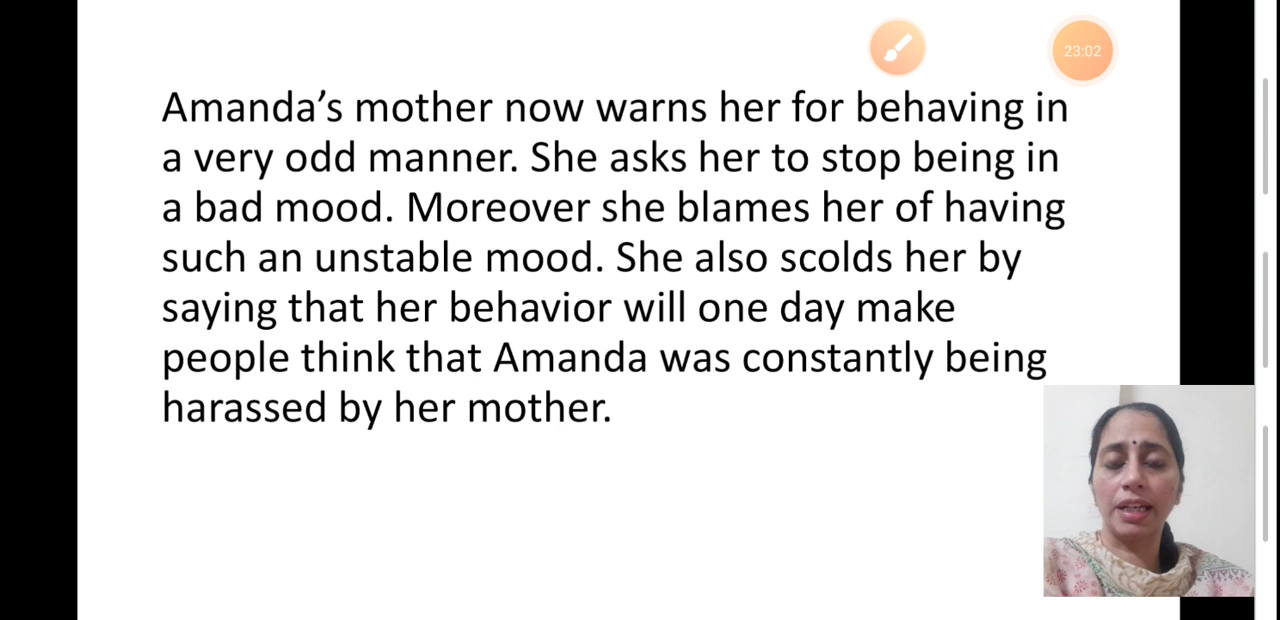 23:02
Amanda’s mother now warns her for behaving in
a very odd manner. She asks her to stop being in
a bad mood. Moreover she blames her of having
such an unstable mood. She also scolds her by
saying that her behavior will one day make
people think that Amanda was constantly being
harassed by her mother.